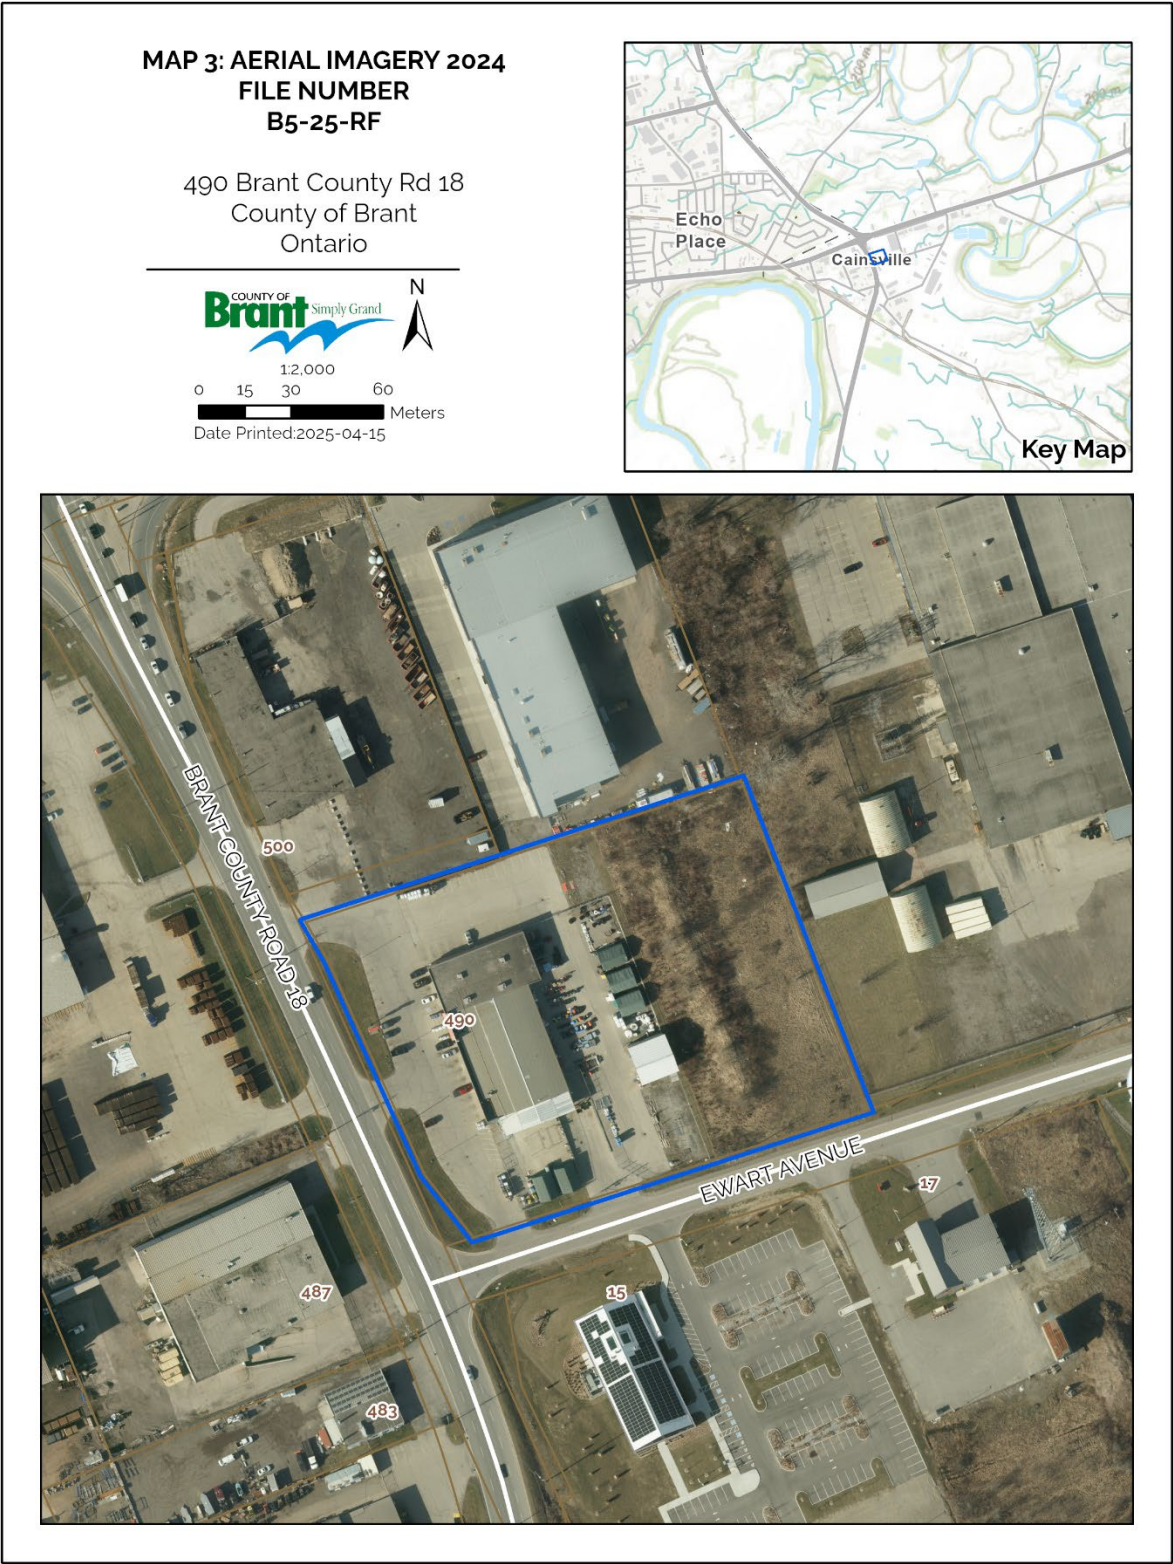 MAP 3: AERIAL IMAGERY 2024
FILE NUMBER
B5-25-RF
490 Brant County Rd 18
County of Brant
Ontario
COUNTY OF
Brant Simply Grand
N
1:2,000
0 15 30 60
Meters
Date Printed:2025-04-15
200 m
200 m
Echo
Place
Cainsville
Key Map
BRANT COUNTY ROAD 18
500
490
EWART AVENUE
17
15
487
483